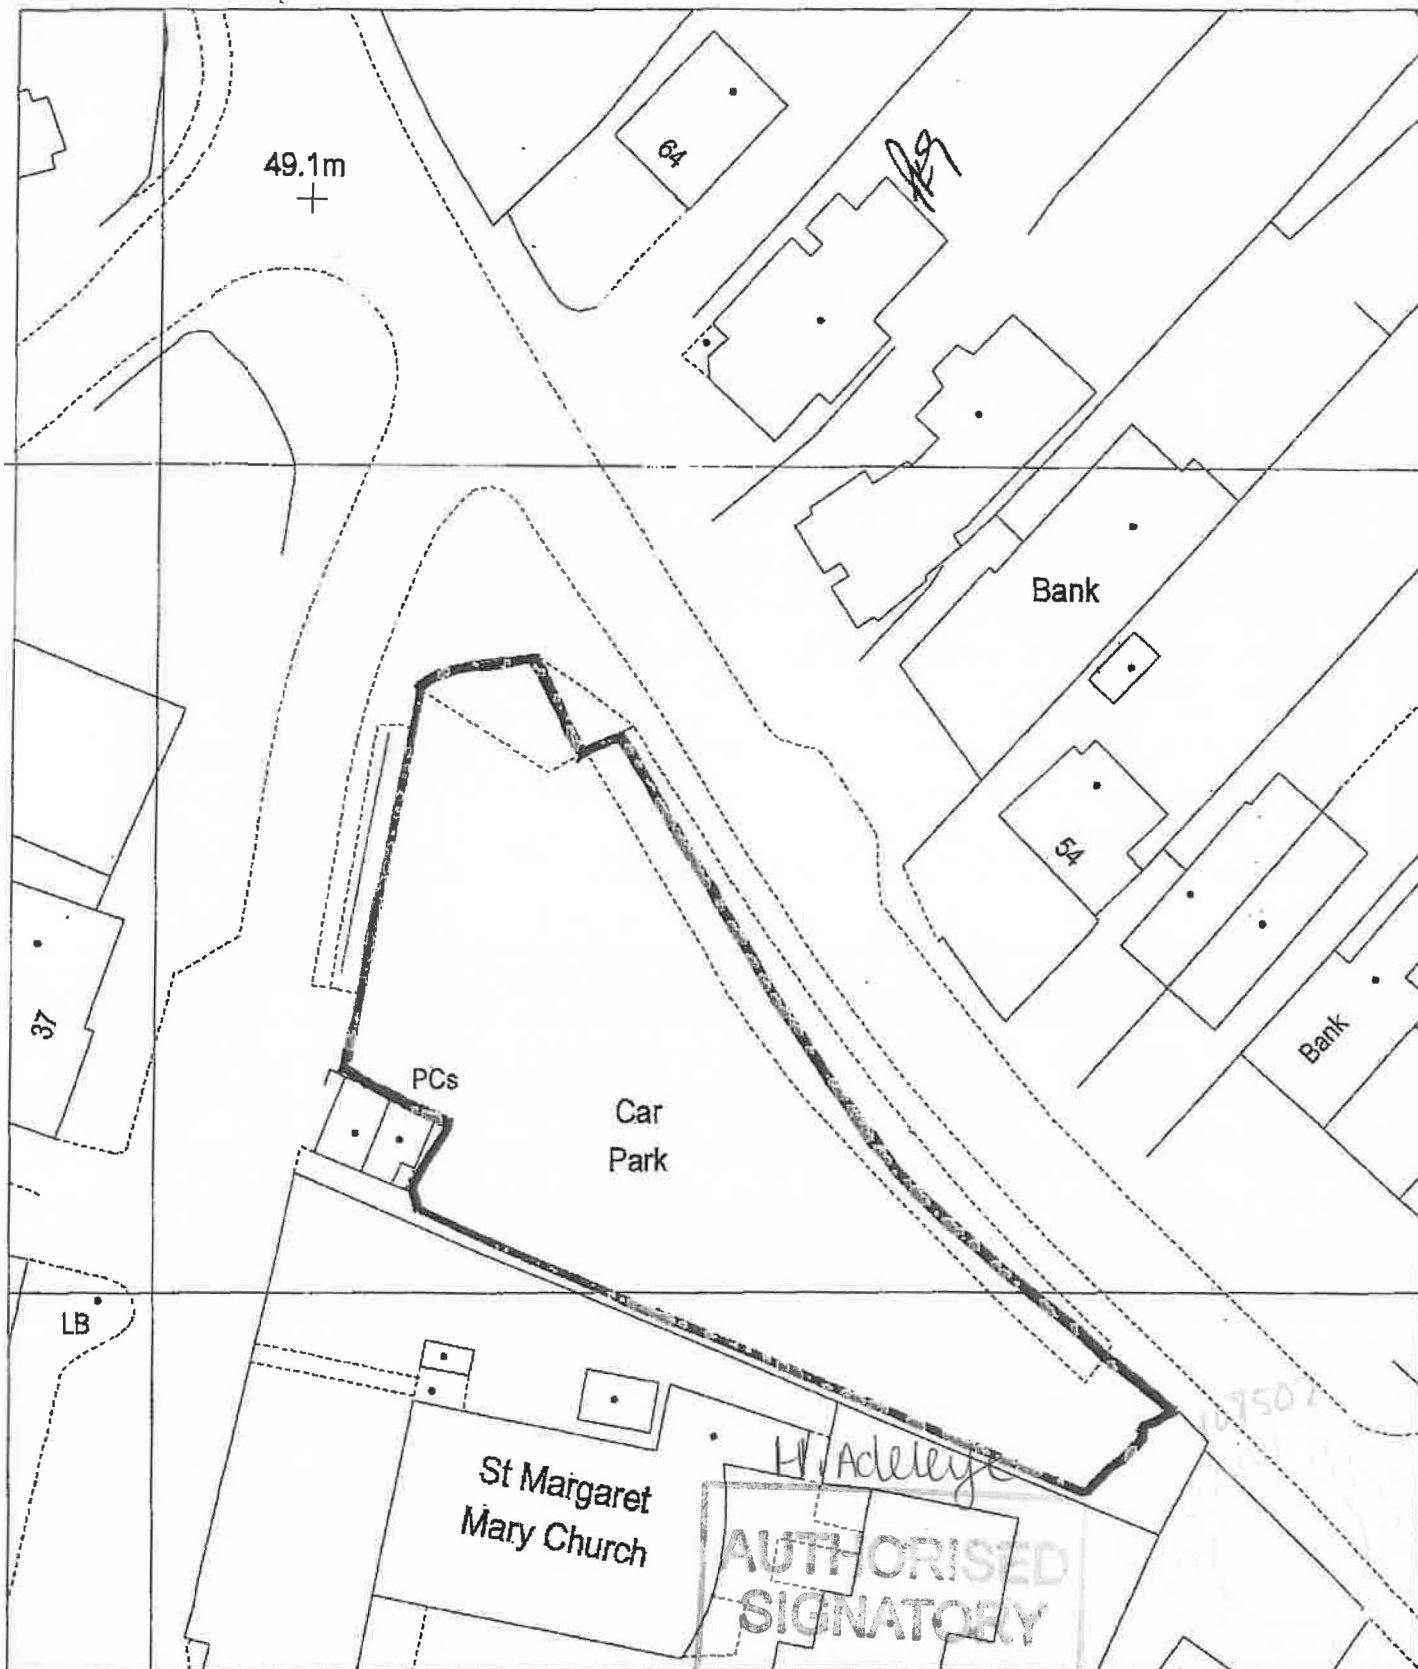 49.1m
64
Bank
54
Bank
37
PCs
Car
Park
LB
St Margaret
Mary Church
H. Adeleye
AUTHORISED
SIGNATORY